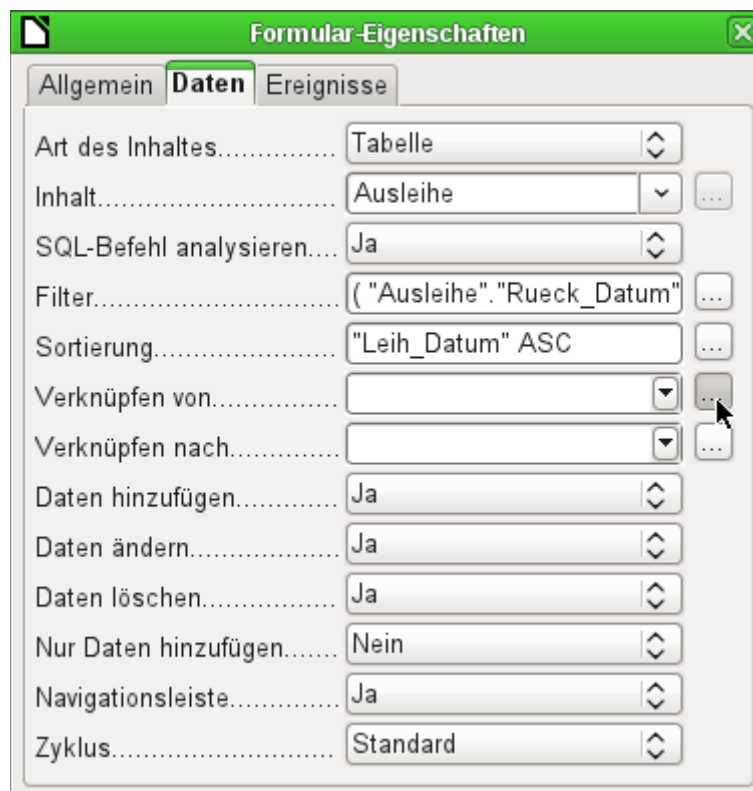 Formular-Eigenschaften
Allgemein Daten Ereignisse
Art des Inhaltes............... Tabelle
Inhalt............................ Ausleihe ...
SQL-Befehl analysieren.... Ja
Filter............................. ( "Ausleihe"."Rueck_Datum" ...
Sortierung...................... "Leih_Datum" ASC ...
Verknüpfen von............... ...
Verknüpfen nach............. ...
Daten hinzufügen............ Ja
Daten ändern.................. Ja
Daten löschen................. Ja
Nur Daten hinzufügen....... Nein
Navigationsleiste............. Ja
Zyklus............................ Standard